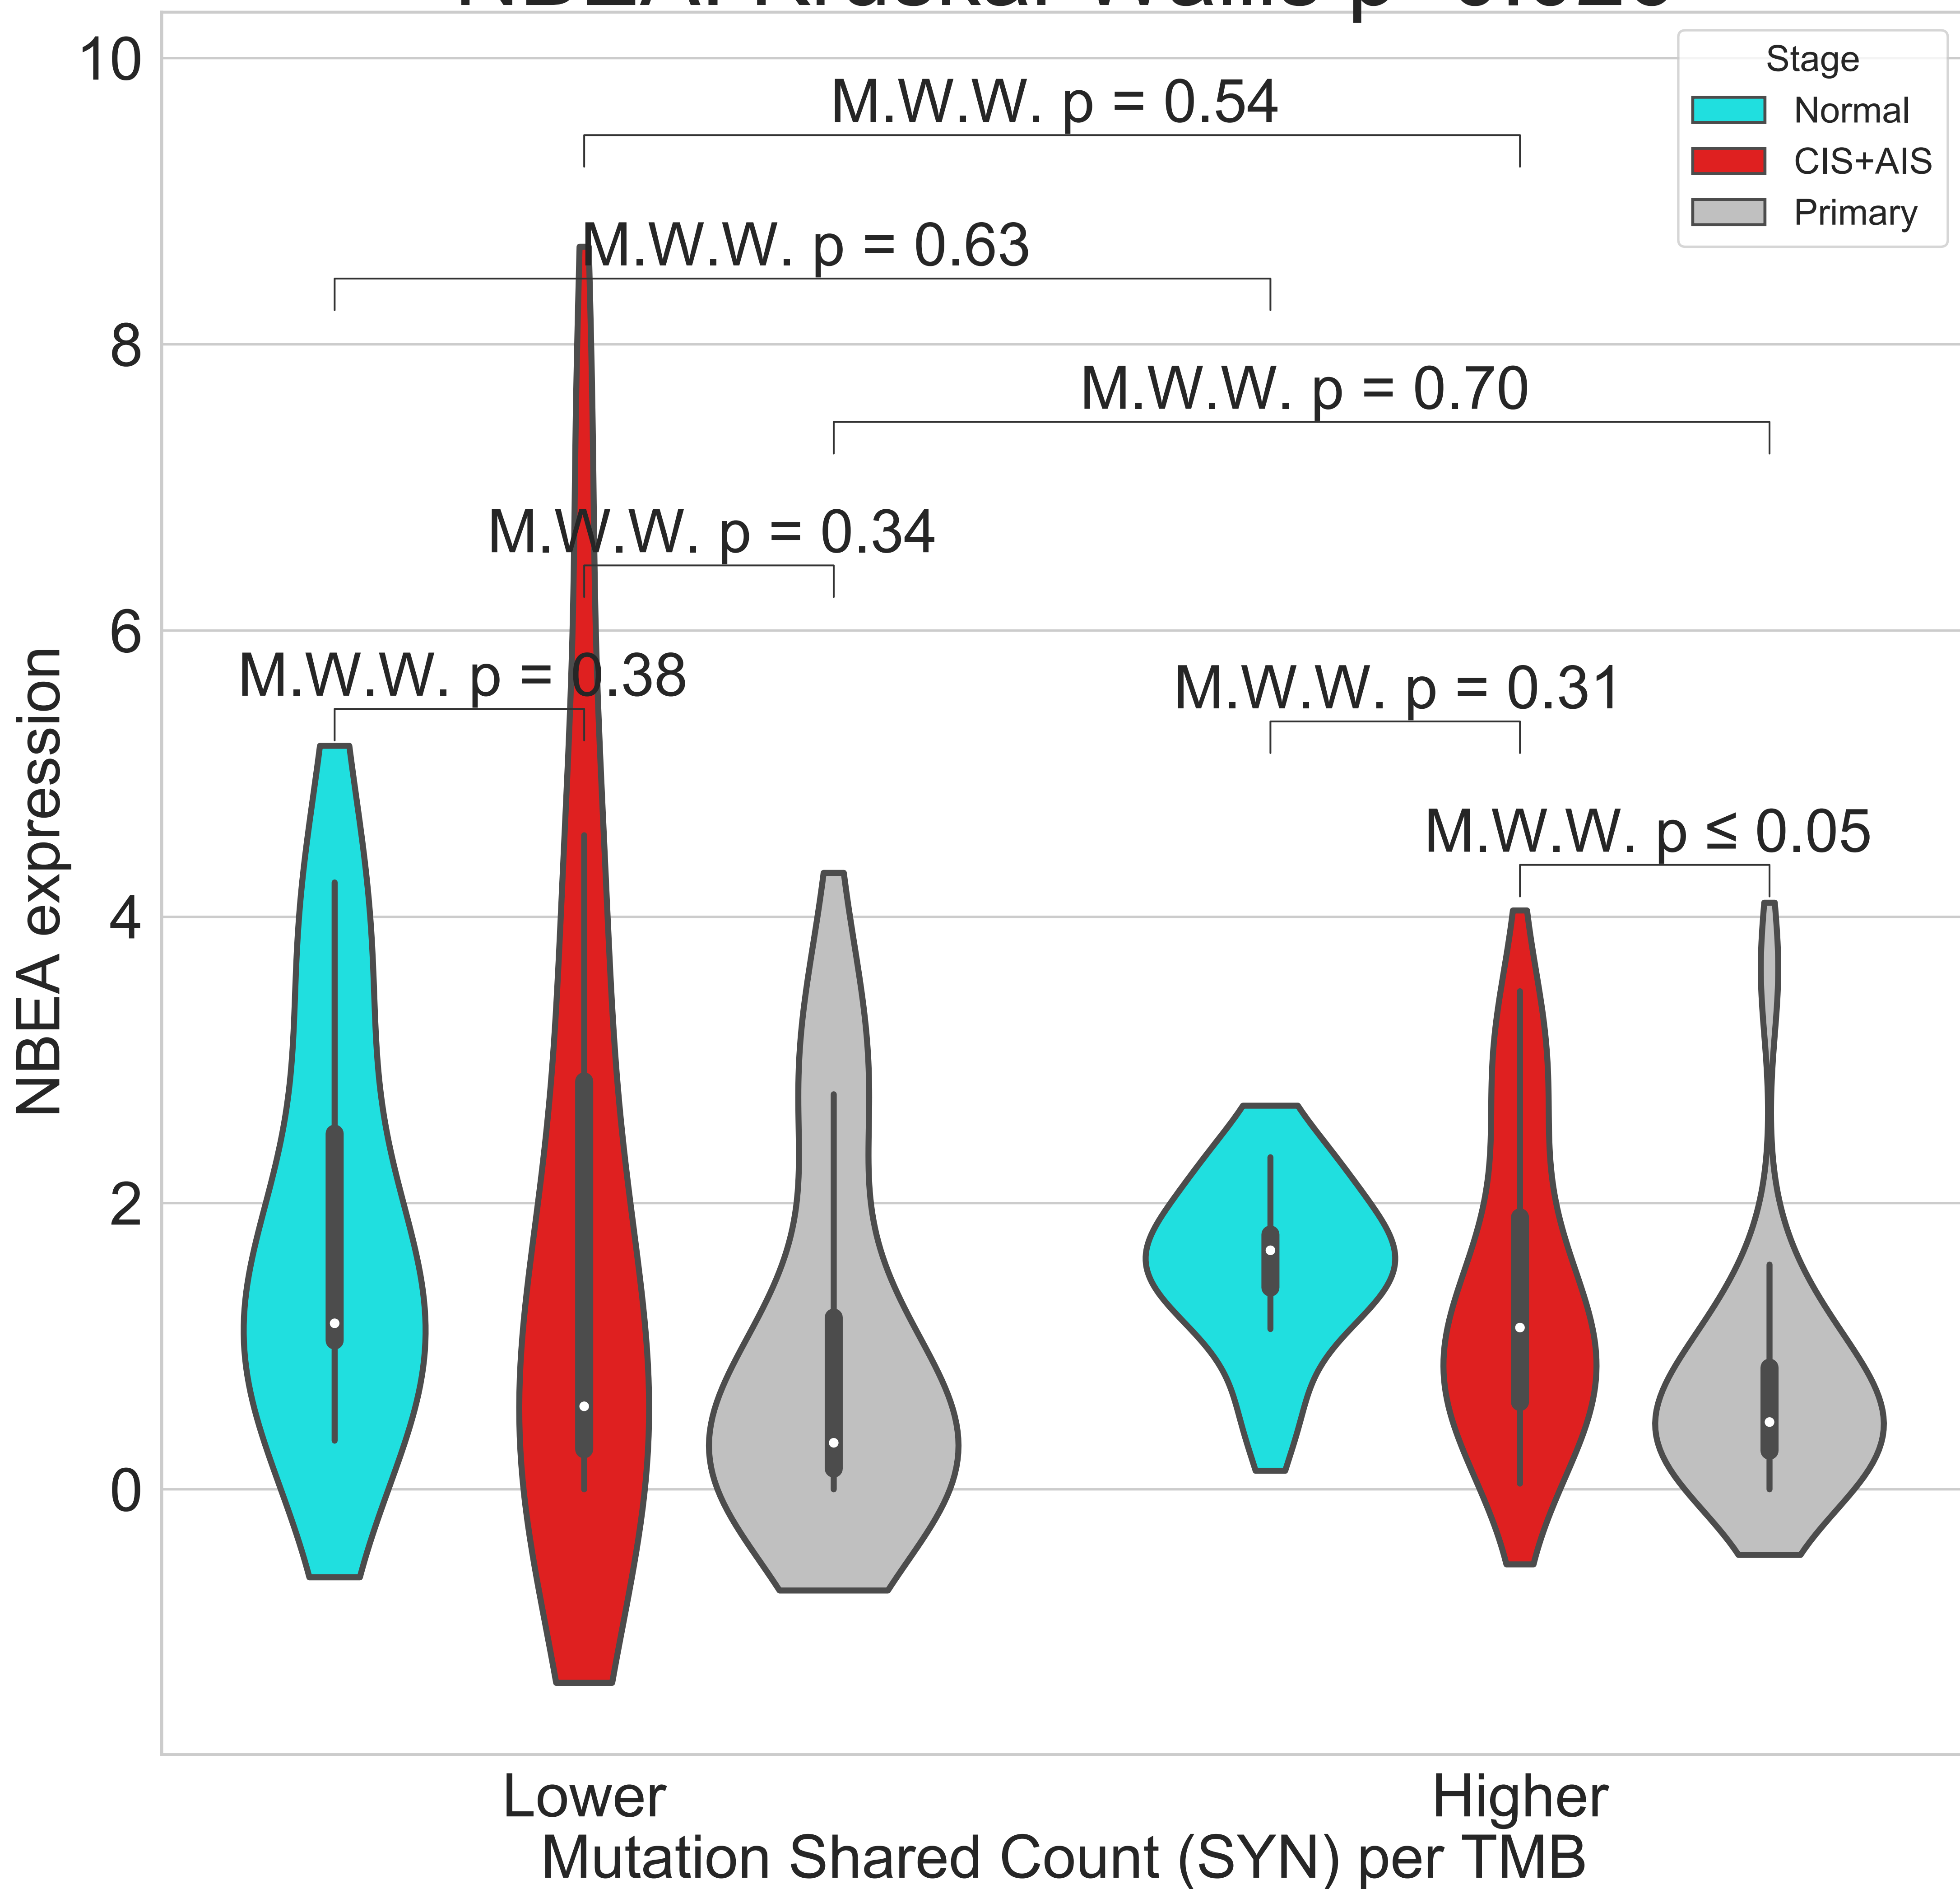 10
M.W.W. p = 0.54
M.W.W. p = 0.63
8
M.W.W. p = 0.70
M.W.W. p = 0.34
6
M.W.W. p = 0.38
M.W.W. p = 0.31
M.W.W. p ≤ 0.05
4
2
0
NBEA expression
Stage
Normal
CIS+AIS
Primary
Lower
Higher
Mutation Shared Count (SYN) per TMB